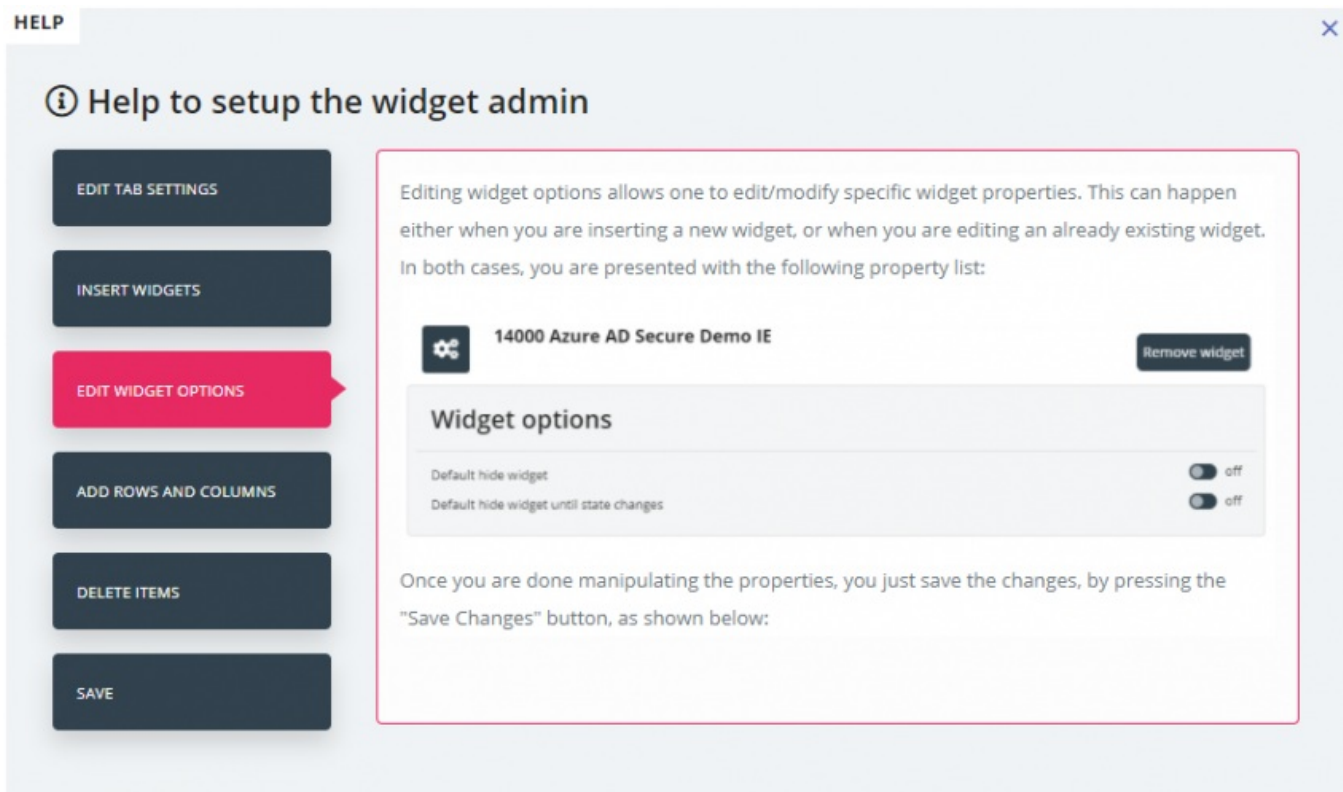 HELP
Help to setup the widget admin
EDIT TAB SETTINGS
INSERT WIDGETS
EDIT WIDGET OPTIONS
ADD ROWS AND COLUMNS
DELETE ITEMS
SAVE
Editing widget options allows one to edit/modify specific widget properties. This can happen
either when you are inserting a new widget, or when you are editing an already existing widget.
In both cases, you are presented with the following property list:
14000 Azure AD Secure Demo IE
Remove widget
Widget options
Default hide widget
off
Default hide widget until state changes
off
Once you are done manipulating the properties, you just save the changes, by pressing the
"Save Changes" button, as shown below: